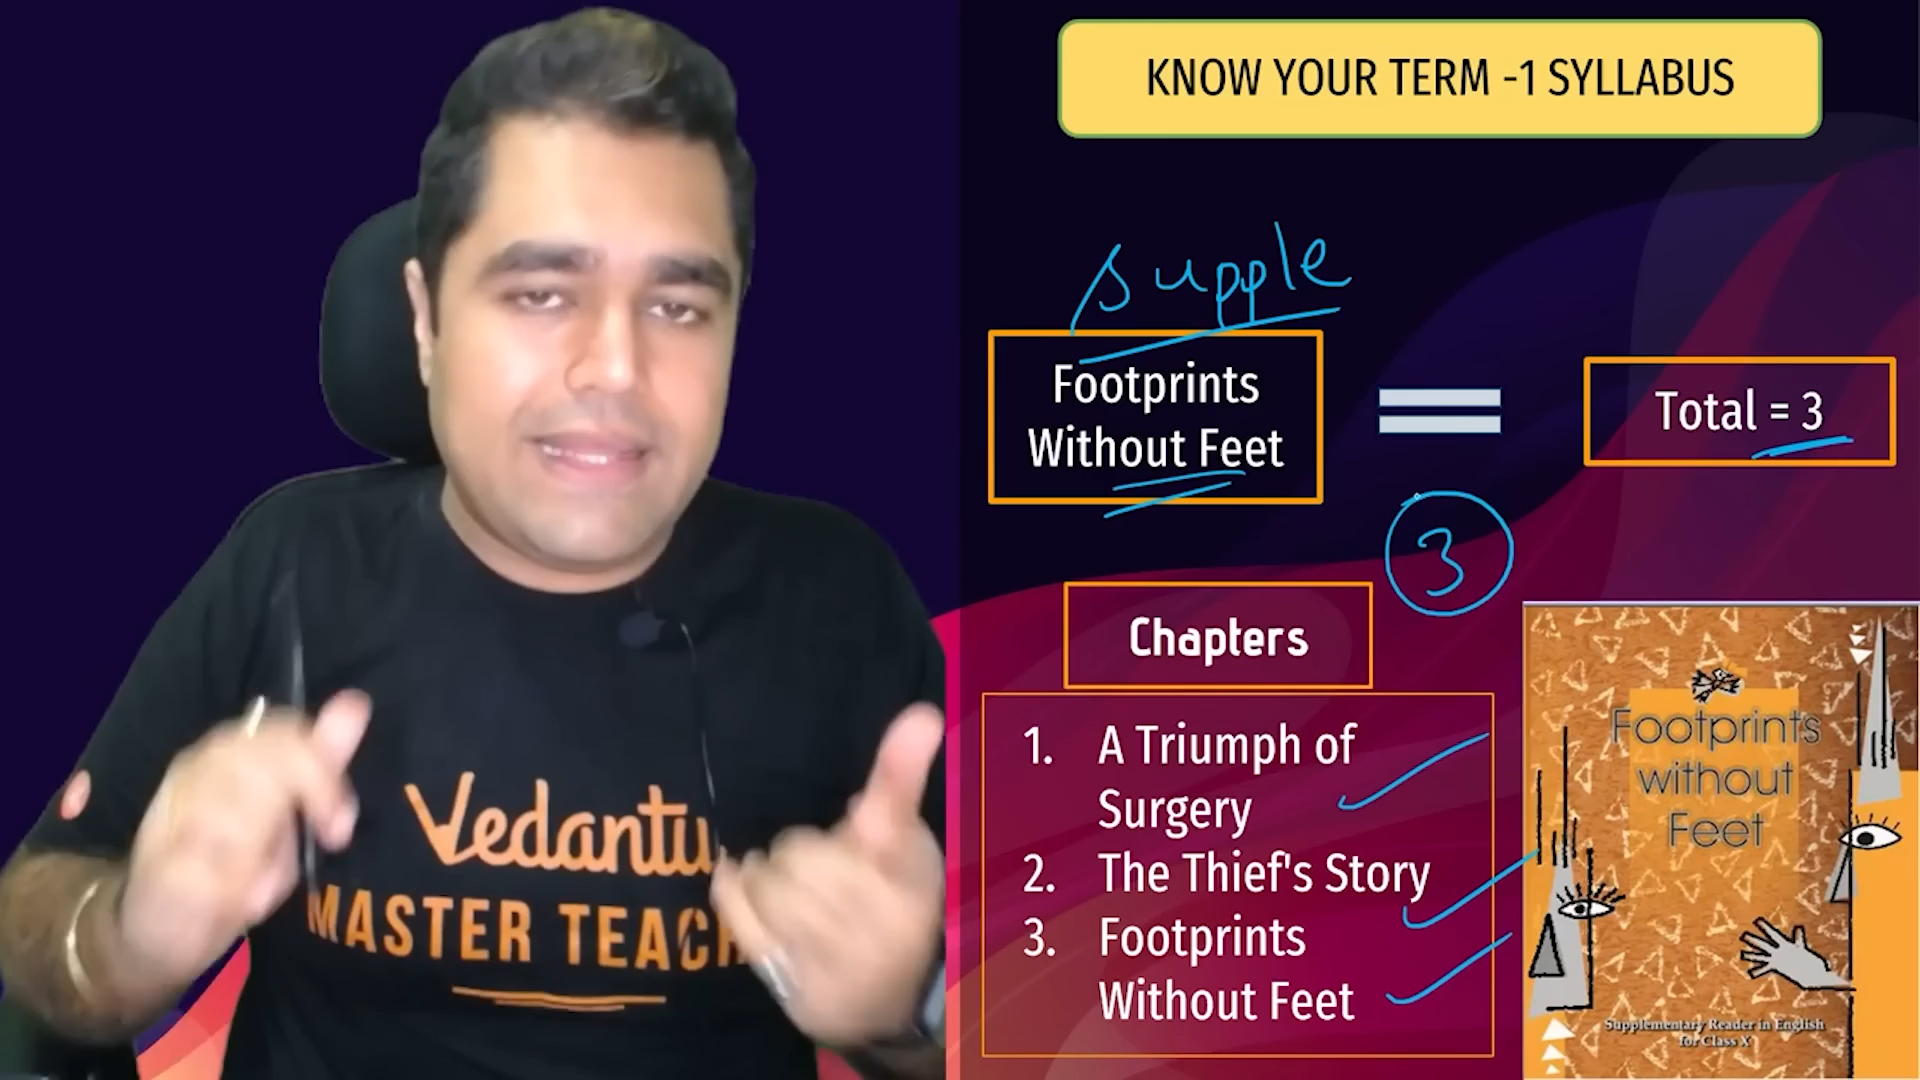 KNOW YOUR TERM -1 SYLLABUS
supple
Footprints
Without Feet
Total = 3
3
Chapters
1. A Triumph of
Surgery
2. The Thief's Story
3. Footprints
Without Feet
Footprints
without
Feet
Supplementary Reader in English
for Class X
Vedantu
MASTER TEACH